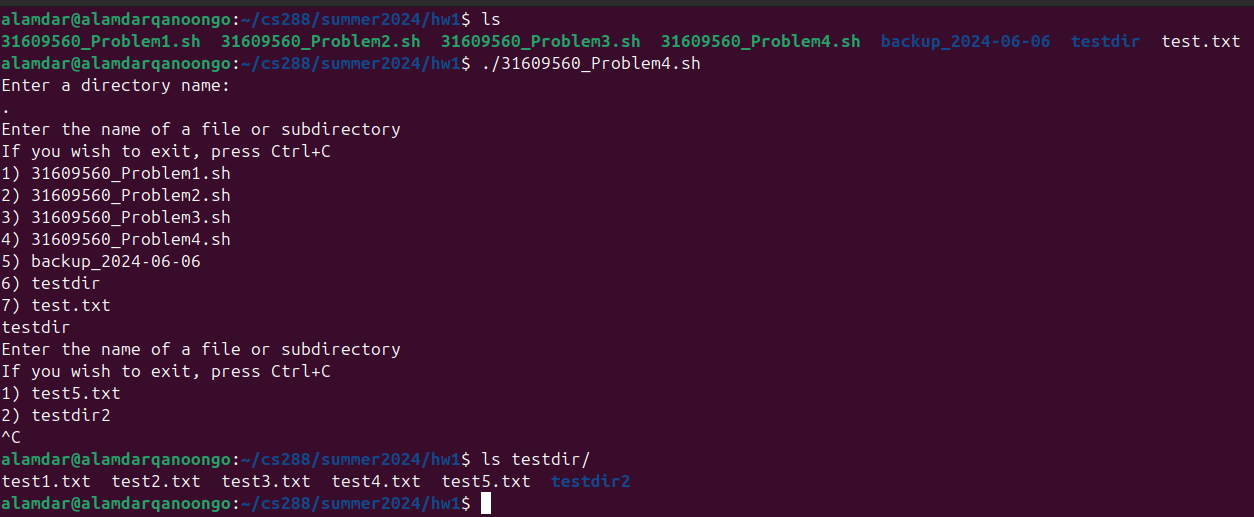 alamdar@alamdarqanoongo:~/cs288/summer2024/hw1$ ls
31609560_Problem1.sh  31609560_Problem2.sh  31609560_Problem3.sh  31609560_Problem4.sh  backup_2024-06-06  testdir  test.txt
alamdar@alamdarqanoongo:~/cs288/summer2024/hw1$ ./31609560_Problem4.sh
Enter a directory name:
.
Enter the name of a file or subdirectory
If you wish to exit, press Ctrl+C
1) 31609560_Problem1.sh
2) 31609560_Problem2.sh
3) 31609560_Problem3.sh
4) 31609560_Problem4.sh
5) backup_2024-06-06
6) testdir
7) test.txt
testdir
Enter the name of a file or subdirectory
If you wish to exit, press Ctrl+C
1) test5.txt
2) testdir2
^C
alamdar@alamdarqanoongo:~/cs288/summer2024/hw1$ ls testdir/
test1.txt  test2.txt  test3.txt  test4.txt  test5.txt  testdir2
alamdar@alamdarqanoongo:~/cs288/summer2024/hw1$